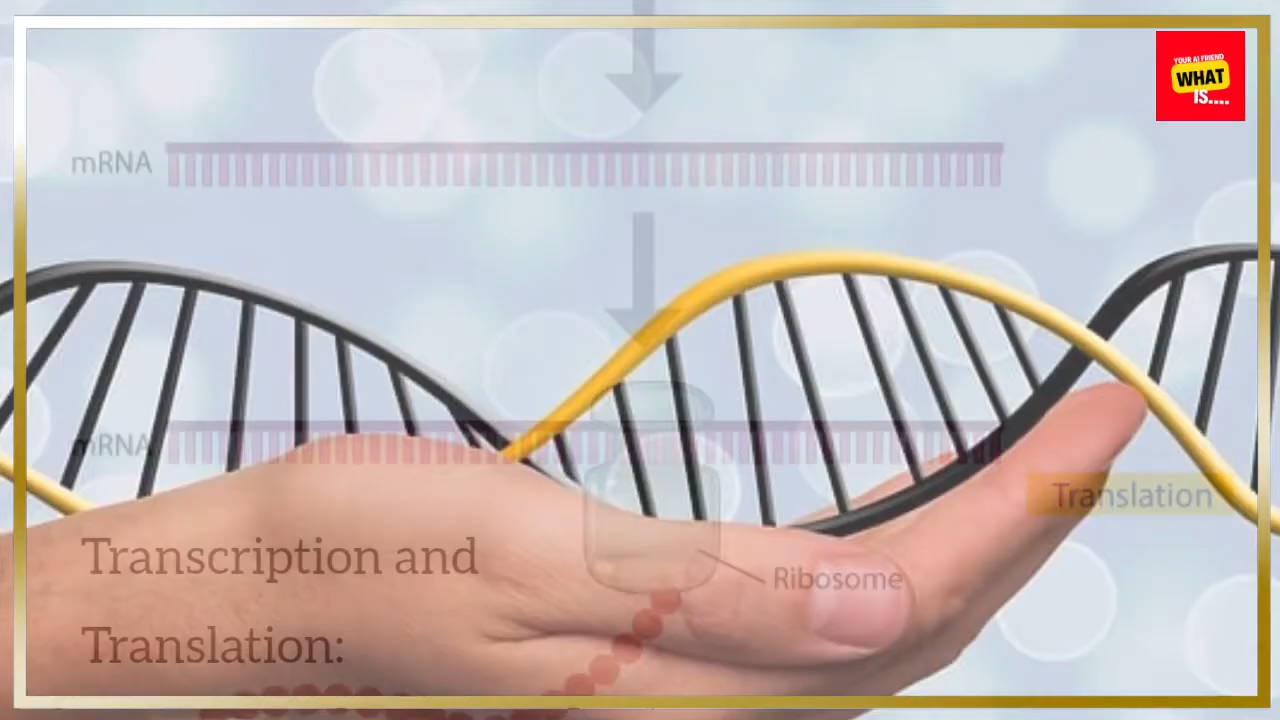 YOUR AI FRIEND
WHAT
IS....
mRNA
mRNA
Translation
Transcription and
Ribosome
Translation: